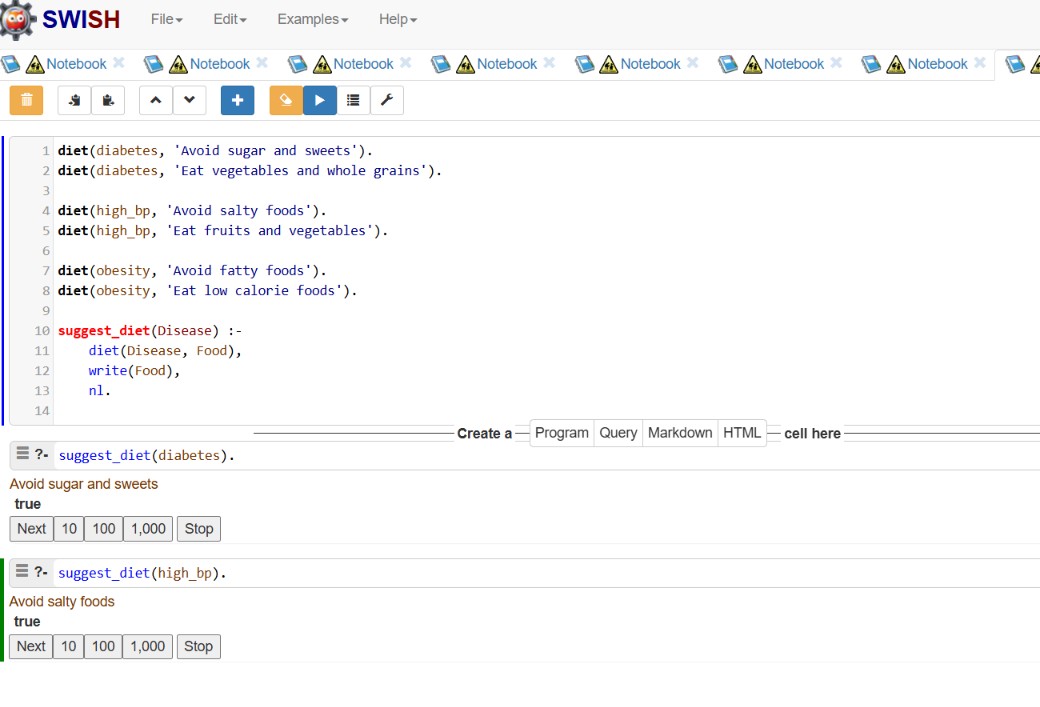 SWISH File Edit Examples Help
Notebook Notebook Notebook Notebook Notebook Notebook Notebook
1 diet(diabetes, 'Avoid sugar and sweets').
2 diet(diabetes, 'Eat vegetables and whole grains').
3
4 diet(high_bp, 'Avoid salty foods').
5 diet(high_bp, 'Eat fruits and vegetables').
6
7 diet(obesity, 'Avoid fatty foods').
8 diet(obesity, 'Eat low calorie foods').
9
10 suggest_diet(Disease) :-
11 diet(Disease, Food),
12 write(Food),
13 nl.
14
Create a Program Query Markdown HTML cell here
?- suggest_diet(diabetes).
Avoid sugar and sweets
true
Next 10 100 1,000 Stop
?- suggest_diet(high_bp).
Avoid salty foods
true
Next 10 100 1,000 Stop